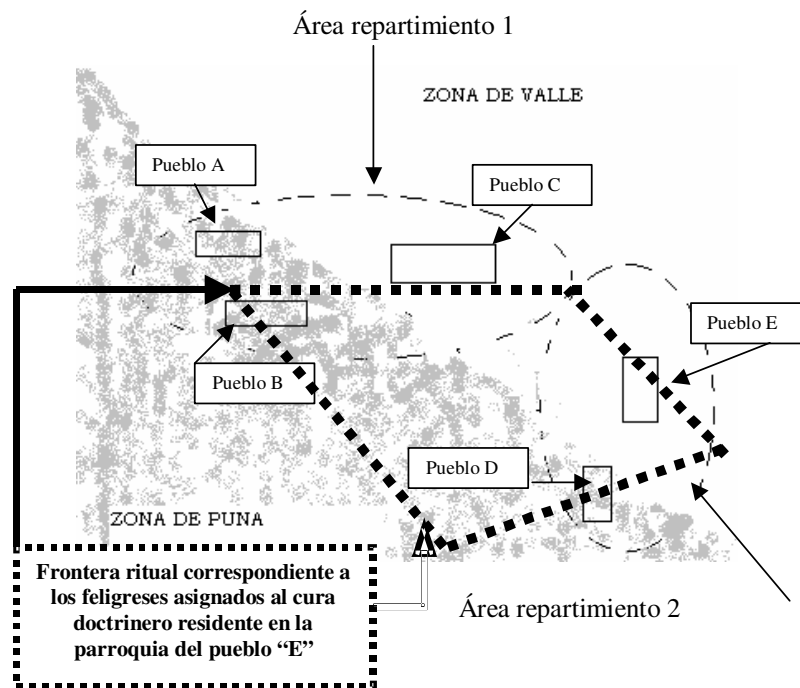 Área repartimiento 1
ZONA DE VALLE
Pueblo A
Pueblo C
Pueblo E
Pueblo B
Pueblo D
ZONA DE PUNA
Frontera ritual correspondiente a
los feligreses asignados al cura
doctrinero residente en la
parroquia del pueblo “E”
Área repartimiento 2